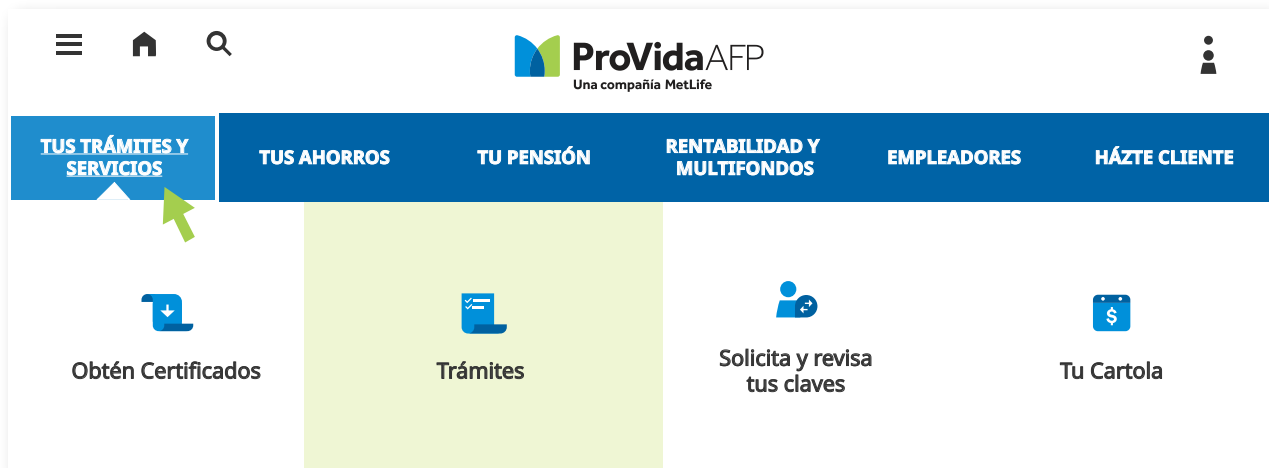 ProVidaAFP
Una compañía MetLife
TUS TRÁMITES Y
SERVICIOS
TUS AHORROS
TU PENSIÓN
RENTABILIDAD Y
MULTIFONDOS
EMPLEADORES
HÁZTE CLIENTE
Obtén Certificados
Trámites
Solicita y revisa
tus claves
$
Tu Cartola